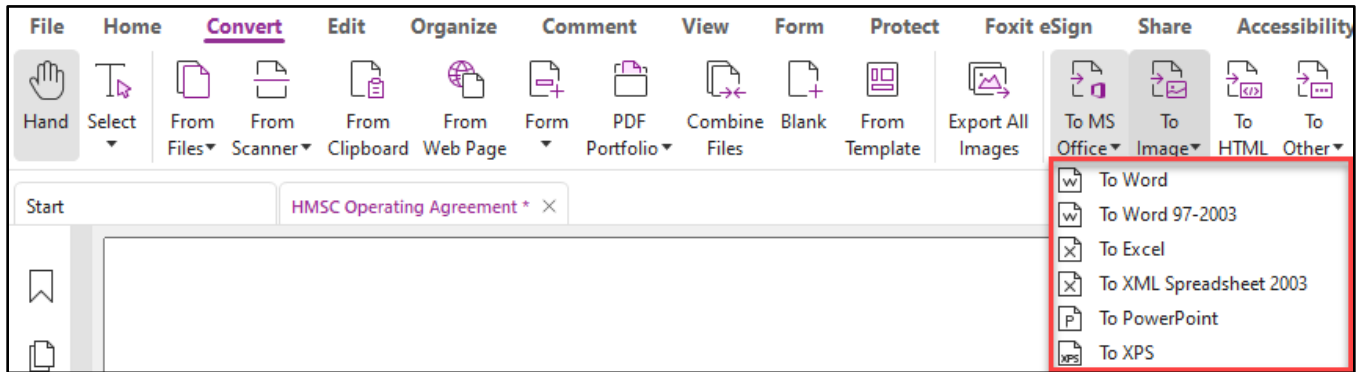 File Home Convert Edit Organize Comment View Form Protect Foxit eSign Share Accessibility
Hand Select From From From From Form PDF Combine Blank From Export All To MS To To To
Files Scanner Clipboard Web Page Portfolio Files Template Images Office Image HTML Other
Start HMSC Operating Agreement *
To Word
To Word 97-2003
To Excel
To XML Spreadsheet 2003
To PowerPoint
To XPS